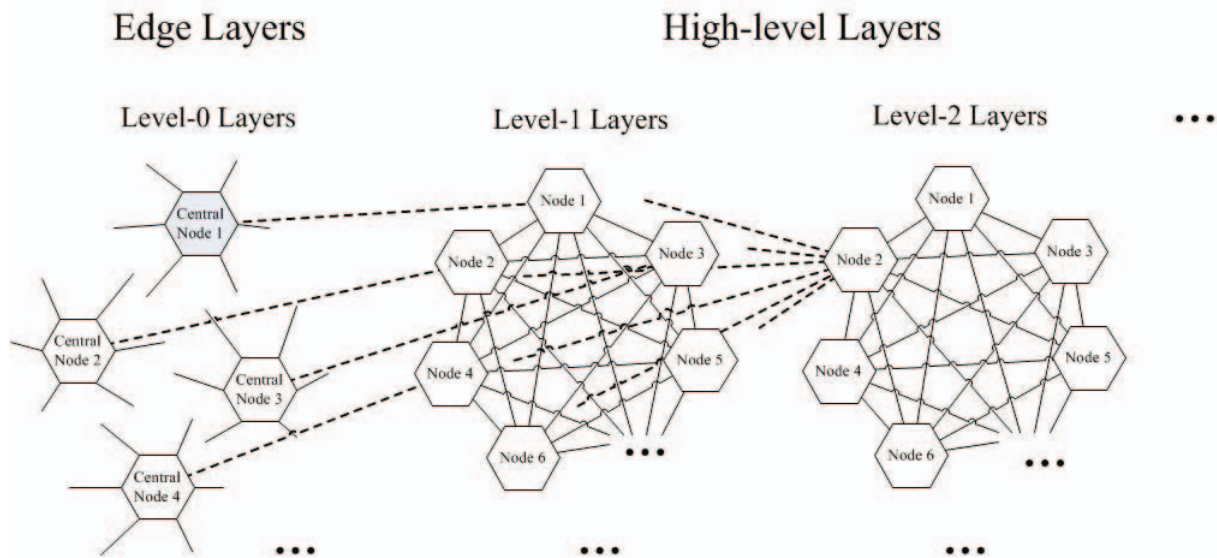 Edge Layers
High-level Layers
Level-0 Layers
Level-1 Layers
Level-2 Layers
...
Central
Node 1
Central
Node 2
Central
Node 3
Central
Node 4
...
Node 1
Node 2
Node 3
Node 4
Node 5
Node 6
...
...
Node 1
Node 2
Node 3
Node 4
Node 5
Node 6
...
...